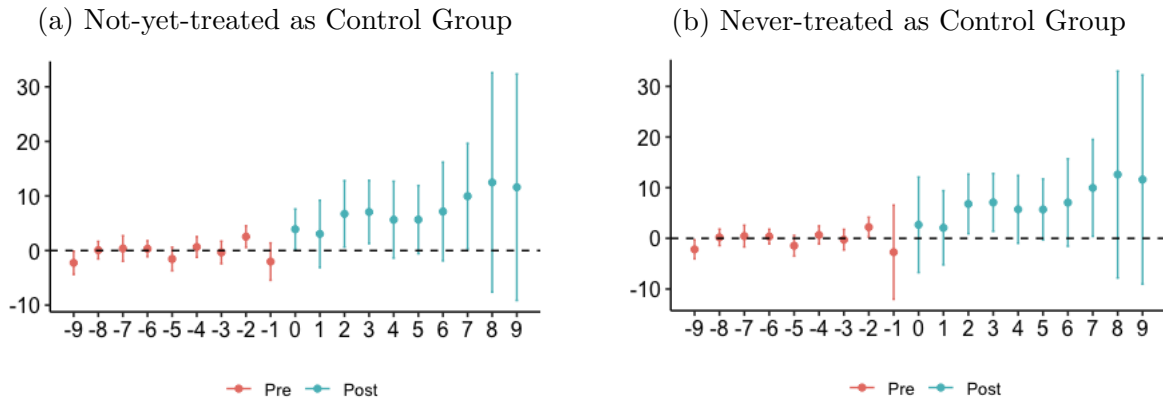 (a) Not-yet-treated as Control Group
30
20
10
0
-10
-9 -8 -7 -6 -5 -4 -3 -2 -1 0 1 2 3 4 5 6 7 8 9
Pre Post
(b) Never-treated as Control Group
30
20
10
0
-10
-9 -8 -7 -6 -5 -4 -3 -2 -1 0 1 2 3 4 5 6 7 8 9
Pre Post